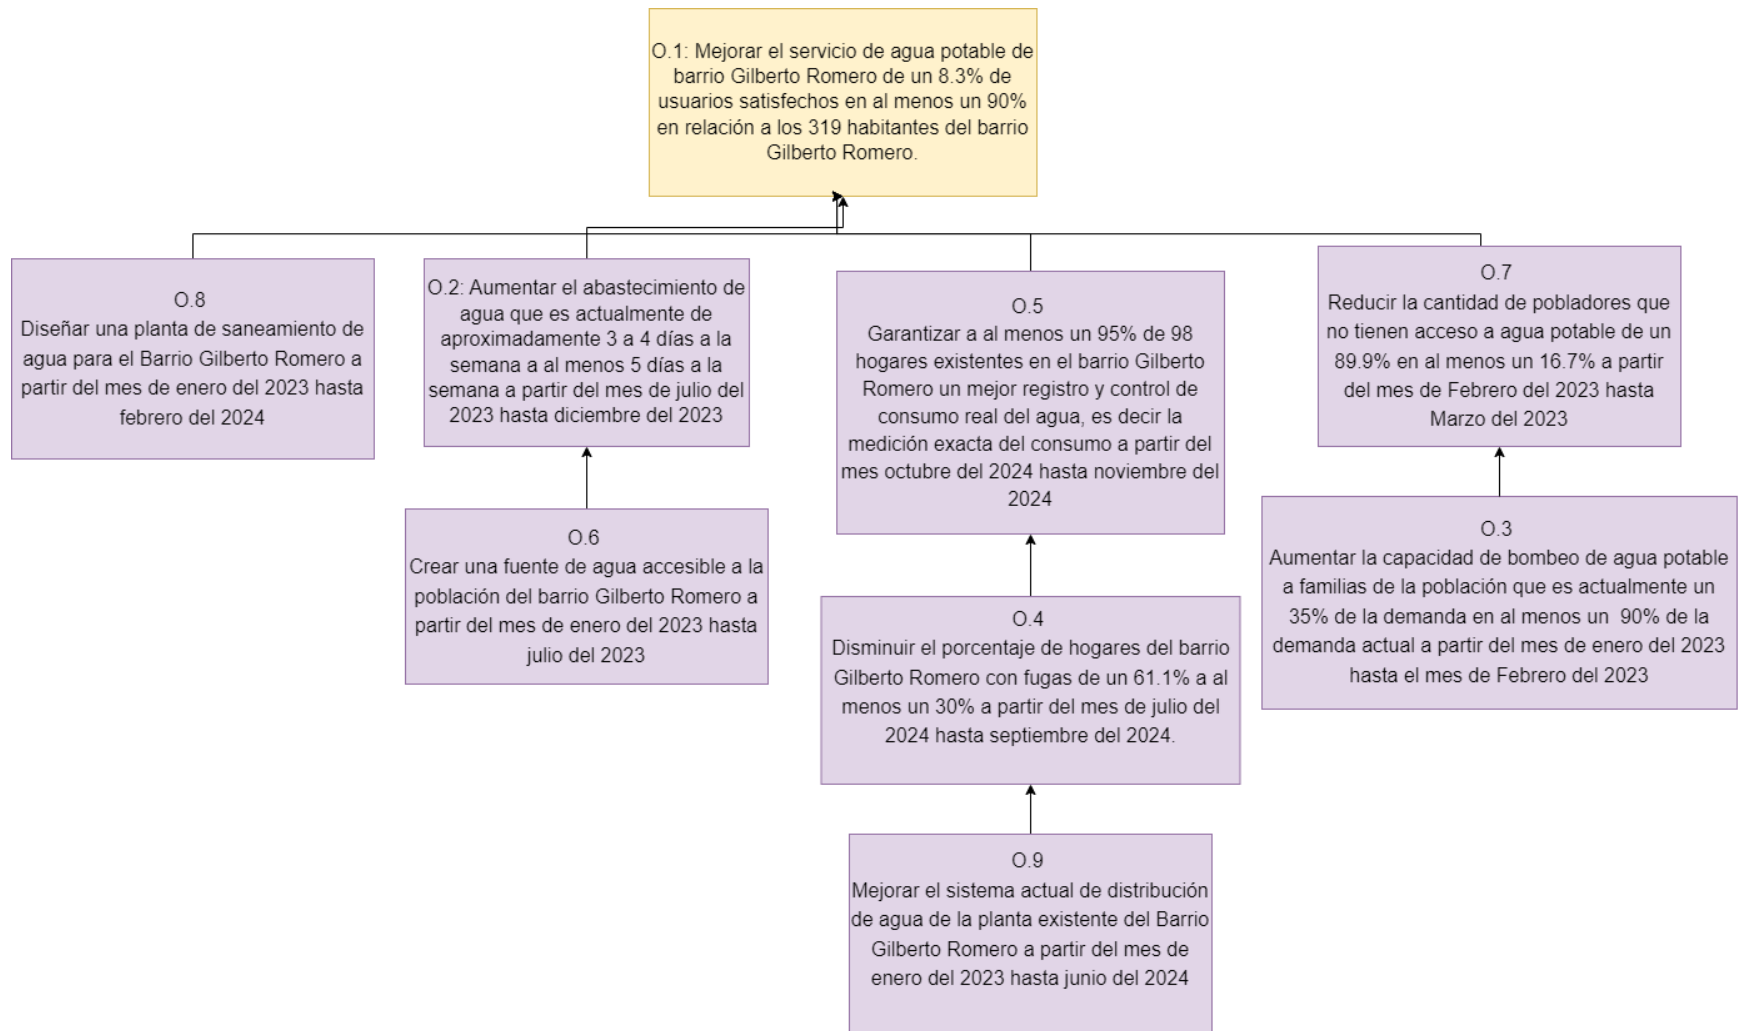 O.1: Mejorar el servicio de agua potable de
barrio Gilberto Romero de un 8.3% de
usuarios satisfechos en al menos un 90%
en relación a los 319 habitantes del barrio
Gilberto Romero.
O.8
Diseñar una planta de saneamiento de
agua para el Barrio Gilberto Romero a
partir del mes de enero del 2023 hasta
febrero del 2024
O.2: Aumentar el abastecimiento de
agua que es actualmente de
aproximadamente 3 a 4 días a la
semana a al menos 5 días a la
semana a partir del mes de julio del
2023 hasta diciembre del 2023
O.5
Garantizar a al menos un 95% de 98
hogares existentes en el barrio Gilberto
Romero un mejor registro y control de
consumo real del agua, es decir la
medición exacta del consumo a partir del
mes octubre del 2024 hasta noviembre del
2024
O.7
Reducir la cantidad de pobladores que
no tienen acceso a agua potable de un
89.9% en al menos un 16.7% a partir
del mes de Febrero del 2023 hasta
Marzo del 2023
O.6
Crear una fuente de agua accesible a la
población del barrio Gilberto Romero a
partir del mes de enero del 2023 hasta
julio del 2023
O.4
Disminuir el porcentaje de hogares del barrio
Gilberto Romero con fugas de un 61.1% a al
menos un 30% a partir del mes de julio del
2024 hasta septiembre del 2024.
O.3
Aumentar la capacidad de bombeo de agua potable
a familias de la población que es actualmente un
35% de la demanda en al menos un 90% de la
demanda actual a partir del mes de enero del 2023
hasta el mes de Febrero del 2023
O.9
Mejorar el sistema actual de distribución
de agua de la planta existente del Barrio
Gilberto Romero a partir del mes de
enero del 2023 hasta junio del 2024